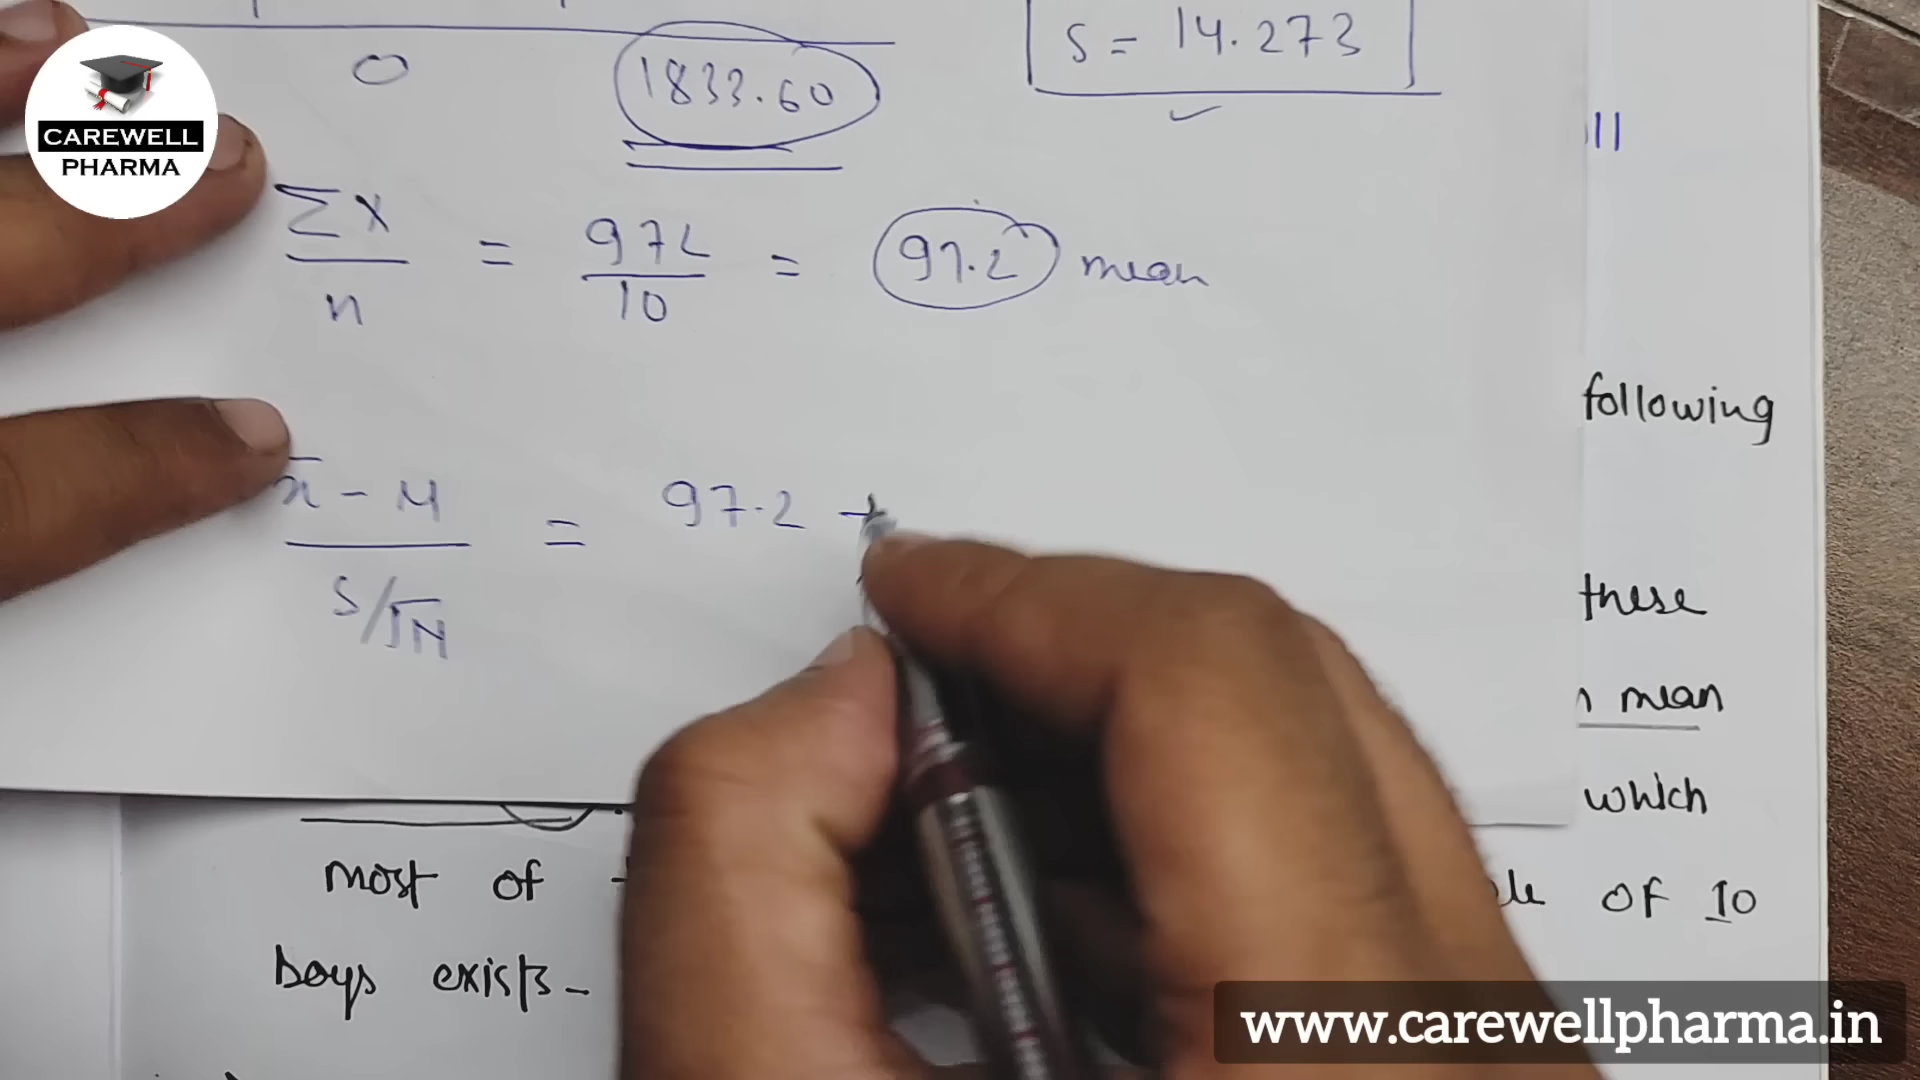 CAREWELL
PHARMA
0 1833.60 S = 14.273
ΣX/n = 972/10 = 97.2 mean
x̄ - μ / S/√N = 97.2 +
following
these
mean
which
most of
of 10
boys exists-
www.carewellpharma.in